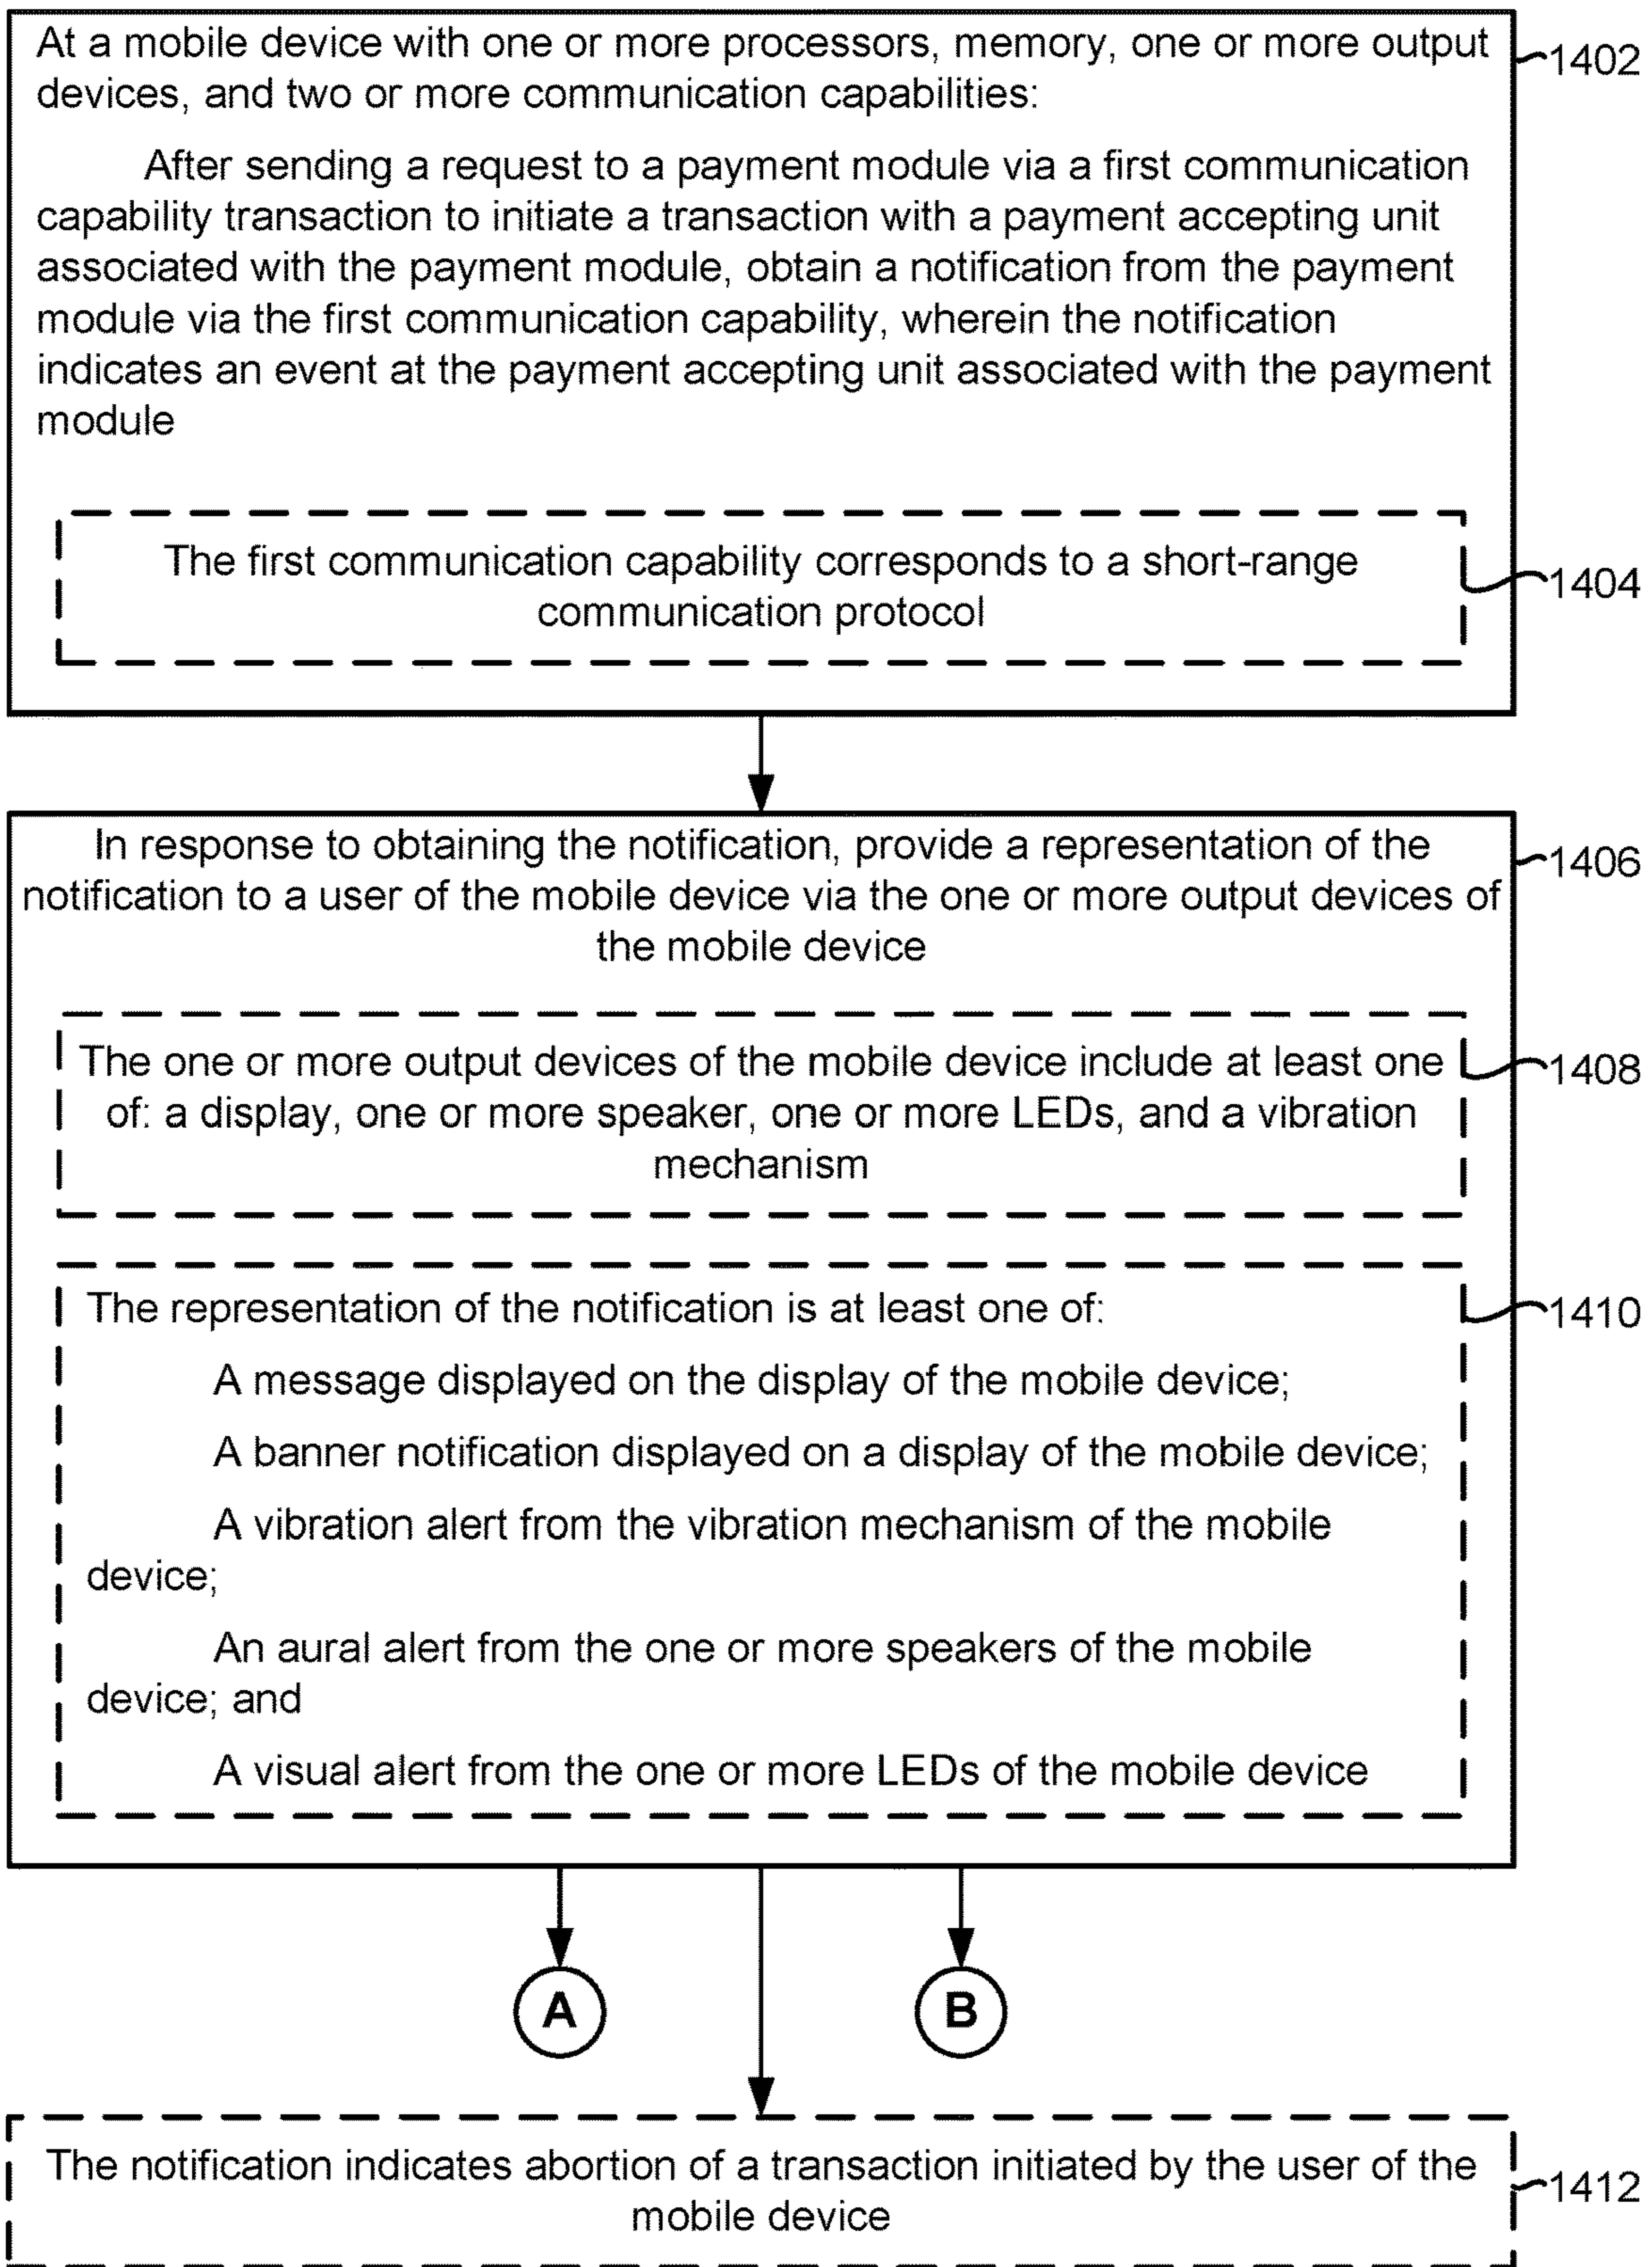 At a mobile device with one or more processors, memory, one or more output
devices, and two or more communication capabilities:
After sending a request to a payment module via a first communication
capability transaction to initiate a transaction with a payment accepting unit
associated with the payment module, obtain a notification from the payment
module via the first communication capability, wherein the notification
indicates an event at the payment accepting unit associated with the payment
module
1402
The first communication capability corresponds to a short-range
communication protocol
1404
In response to obtaining the notification, provide a representation of the
notification to a user of the mobile device via the one or more output devices of
the mobile device
1406
The one or more output devices of the mobile device include at least one
of: a display, one or more speaker, one or more LEDs, and a vibration
mechanism
1408
The representation of the notification is at least one of:
1410
A message displayed on the display of the mobile device;
A banner notification displayed on a display of the mobile device;
A vibration alert from the vibration mechanism of the mobile
device;
An aural alert from the one or more speakers of the mobile
device; and
A visual alert from the one or more LEDs of the mobile device
A
B
The notification indicates abortion of a transaction initiated by the user of the
mobile device
1412